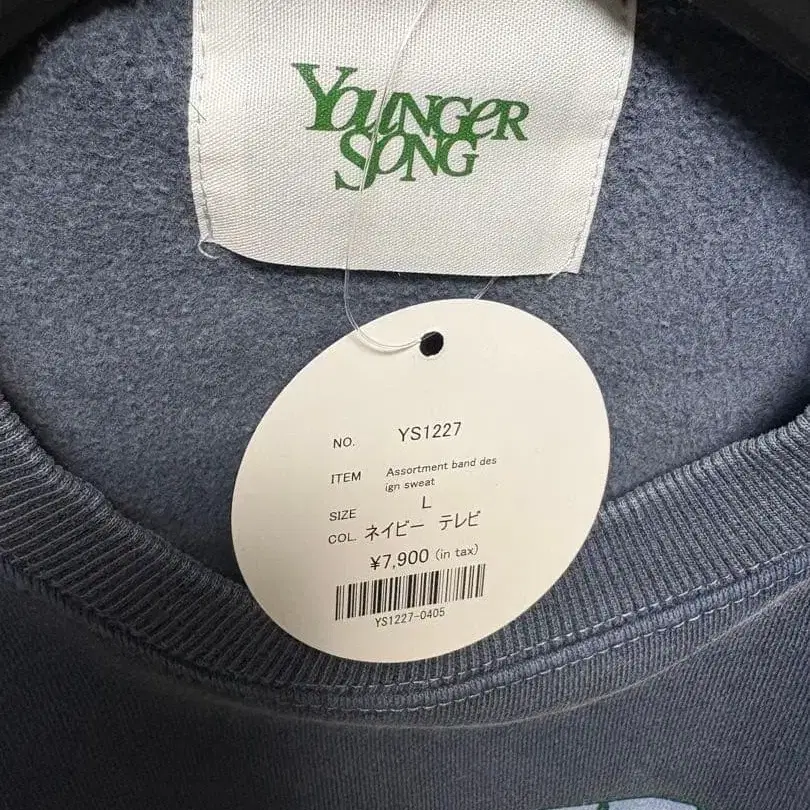 YOUNGER
SONG
NO. YS1227
ITEM Assortment band des
ign sweat
SIZE L
COL. ネイビー テレビ
¥7,900 (in tax)
YS1227-0405